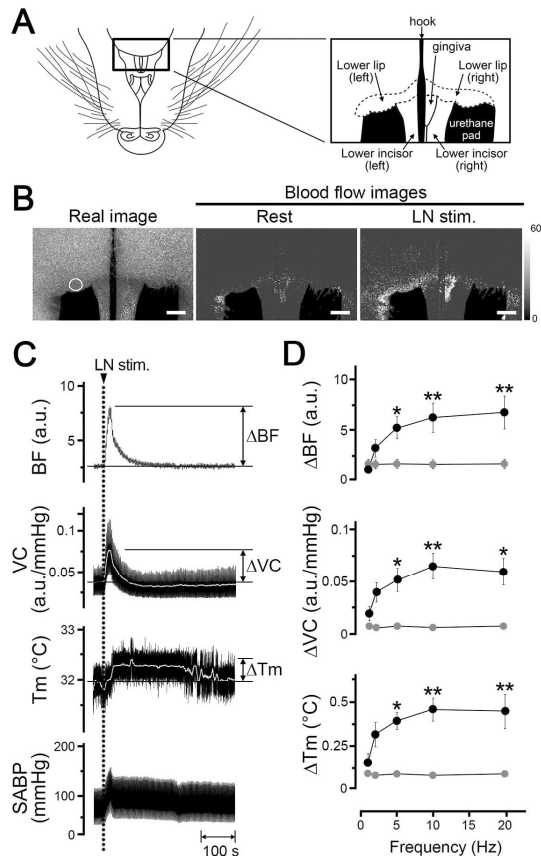 A
hook
gingiva
Lower lip
(left)
Lower lip
(right)
urethane
pad
Lower incisor
(left)
Lower incisor
(right)
B
Blood flow images
Real image
Rest
LN stim.
60
0
C
LN stim.
BF (a.u.)
10
5
0
ΔBF
VC
(a.u./mmHg)
0.1
0.05
0
ΔVC
Tm (°C)
33
32
ΔTm
SABP
(mmHg)
200
100
0
100 s
D
ΔBF (a.u.)
10
5
0
*
**
**
ΔVC (a.u./mmHg)
0.1
0.05
0
*
**
*
ΔTm (°C)
0.5
0.25
0
*
**
**
0 5 10 15 20
Frequency (Hz)